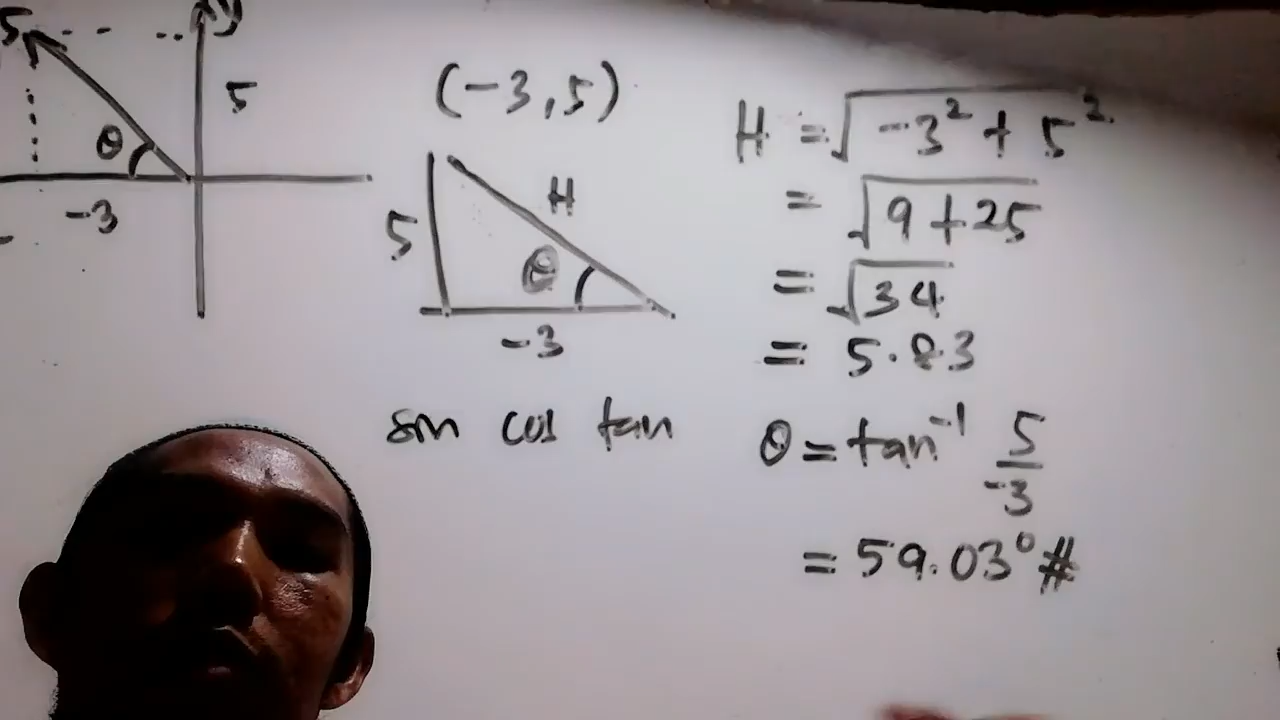 5 y
5
θ
-3
(-3,5)
5 H
θ
-3
sin cos tan
H = √-3² + 5²
= √9+25
= √34
= 5.83
θ = tan⁻¹ 5/-3
= 59.03° #